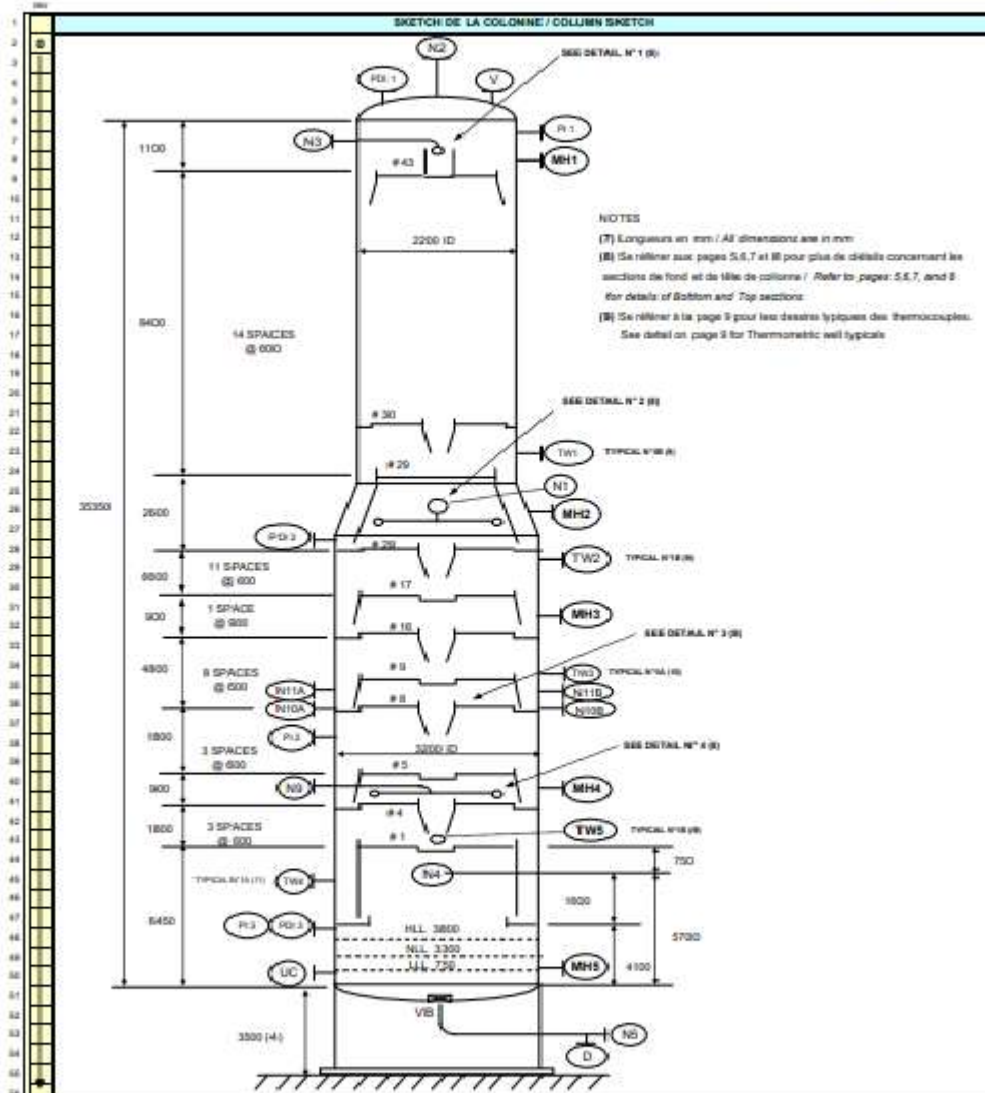 SKETCH DE LA COLONNE / COLUMN SKETCH
N2
SEE DETAIL N° 1 (8)
PDI 1
V
N3
PI 1
MH1
1100
# 43
2200 ID
NOTES
(7) Longueurs en mm / All dimensions are in mm
(8) Se référer aux pages 5,6,7 et 8 pour plus de détails concernant les
sections de fond et de tête de colonne / Refer to pages: 5,6,7, and 8
for details of Bottom and Top sections
(9) Se référer à la page 9 pour les dessins typiques des thermocouples.
See detail on page 9 for Thermometric well typicals
8400
14 SPACES
@ 600
SEE DETAIL N° 2 (8)
# 30
TW1
# 29
N1
35350
2600
MH2
PDI 2
TW2
11 SPACES
@ 600
6600
# 17
900
1 SPACE
@ 900
MH3
# 16
SEE DETAIL N° 3 (8)
4800
8 SPACES
@ 600
# 9
TW3
N11A
N11B
# 8
N10A
N10B
1800
PI 2
3200 ID
3 SPACES
@ 600
SEE DETAIL N° 4 (8)
# 5
900
N9
MH4
# 4
1800
3 SPACES
@ 600
TW5
# 1
750
N4
TW4
1600
6450
PI 3
PDI 3
HLL 3800
5700
NLL 3360
LLL 750
4100
UC
MH5
VIB
N5
3500 (+/-)
D